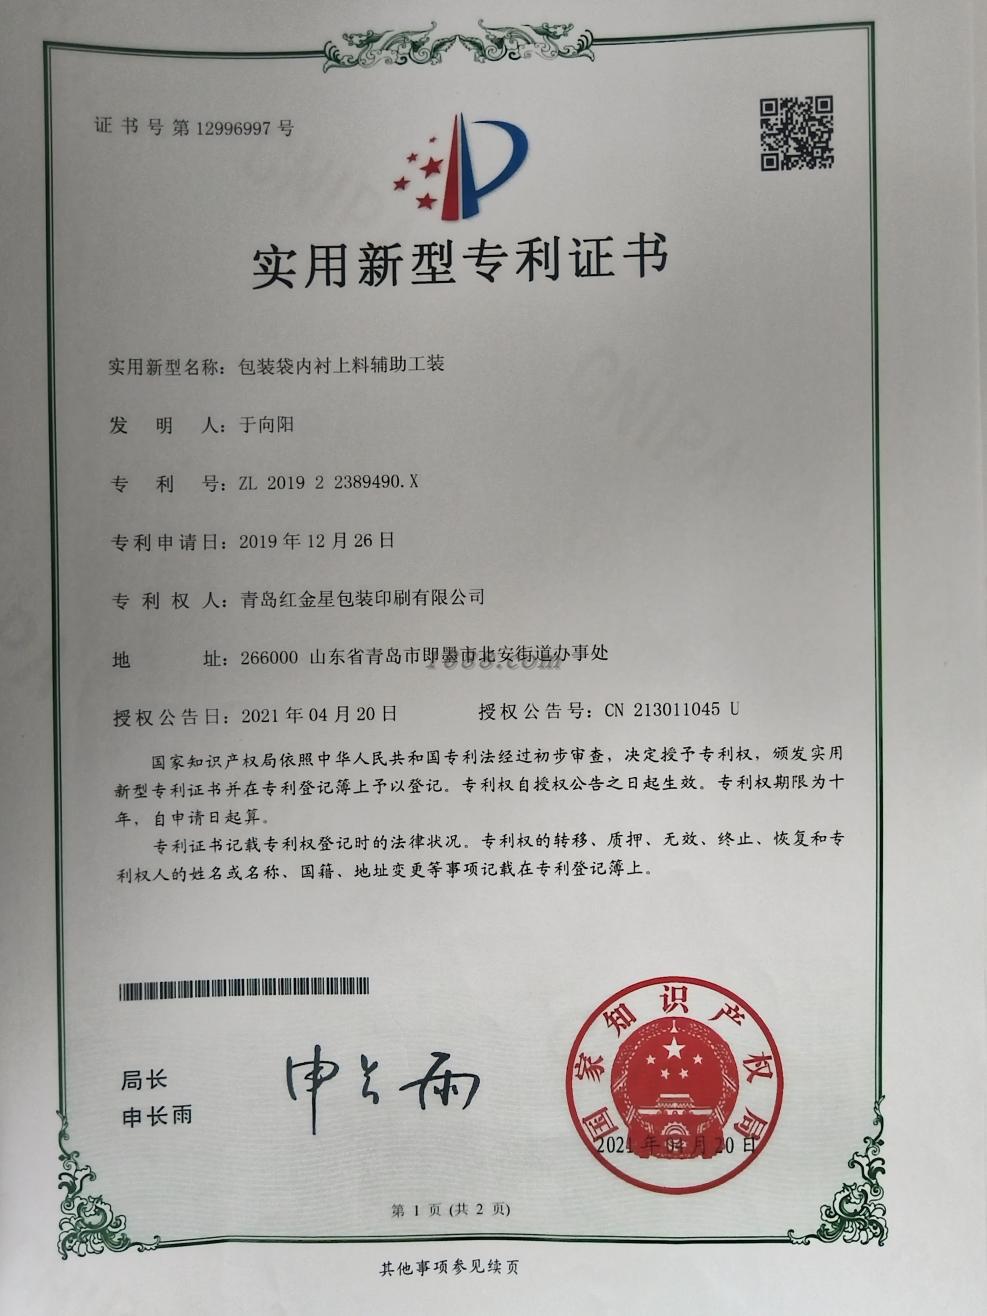 证书号第12996997号
实用新型专利证书
实用新型名称：包装袋内衬上料辅助工装
发明人：于向阳
专利号：ZL 2019 2 2389490.X
专利申请日：2019年12月26日
专利权人：青岛红金星包装印刷有限公司
地址：266000 山东省青岛市即墨市北安街道办事处
1688.com
授权公告日：2021年04月20日 授权公告号：CN 213011045 U
国家知识产权局依照中华人民共和国专利法经过初步审查，决定授予专利权，颁发实用
新型专利证书并在专利登记簿上予以登记。专利权自授权公告之日起生效。专利权期限为十
年，自申请日起算。
专利证书记载专利权登记时的法律状况。专利权的转移、质押、无效、终止、恢复和专
利权人的姓名或名称、国籍、地址变更等事项记载在专利登记簿上。
局长
申长雨
申长雨
国家知识产权局
2021年04月20日
第 1 页 (共 2 页)
其他事项参见续页